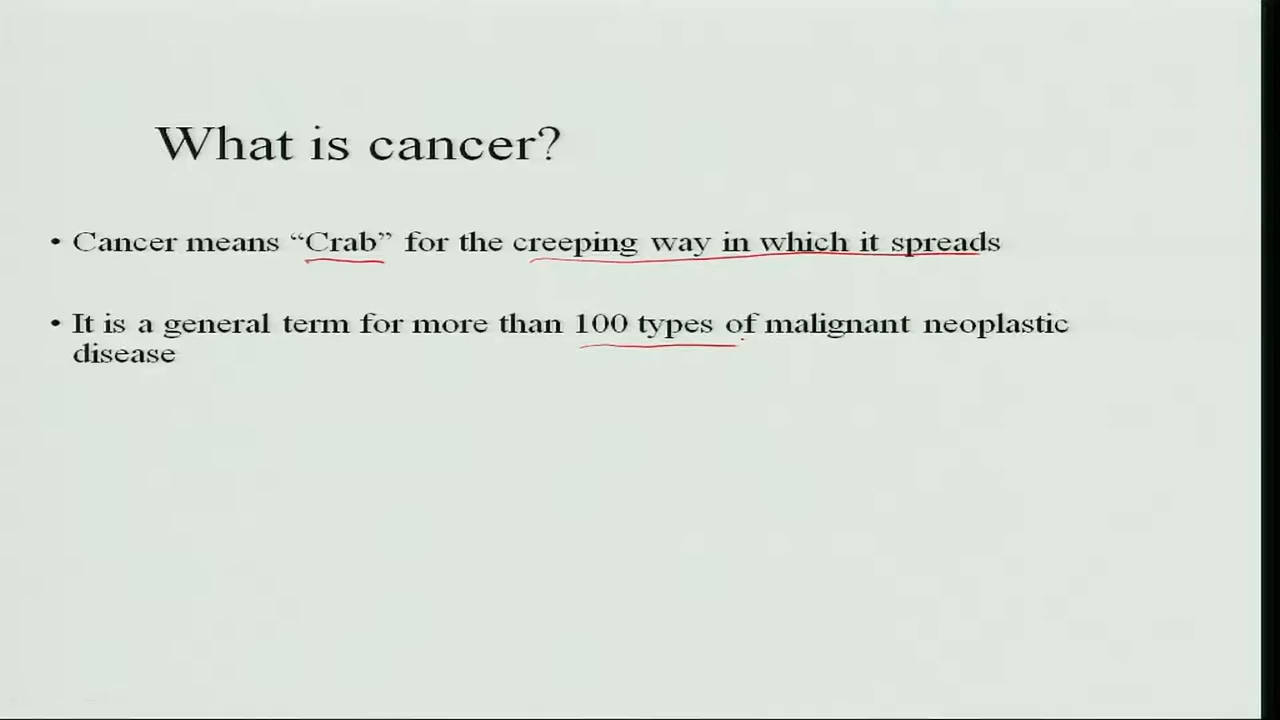 What is cancer?
• Cancer means “Crab” for the creeping way in which it spreads
• It is a general term for more than 100 types of malignant neoplastic
disease